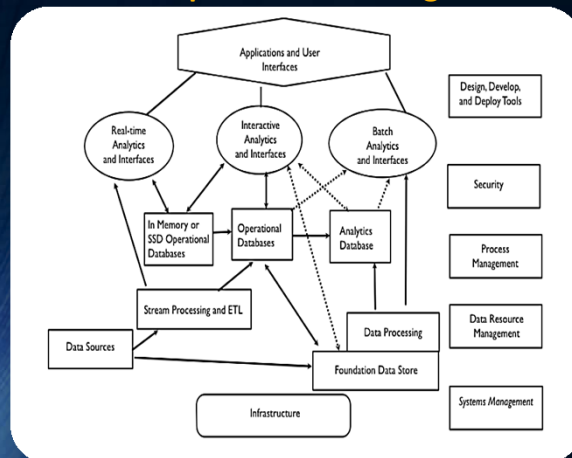 Applications and User
Interfaces
Design, Develop,
and Deploy Tools
Real-time
Analytics
and Interfaces
Interactive
Analytics
and Interfaces
Batch
Analytics
and Interfaces
Security
In Memory or
SSD Operational
Databases
Operational
Databases
Analytics
Database
Process
Management
Stream Processing and ETL
Data Processing
Data Resource
Management
Data Sources
Foundation Data Store
Infrastructure
Systems Management